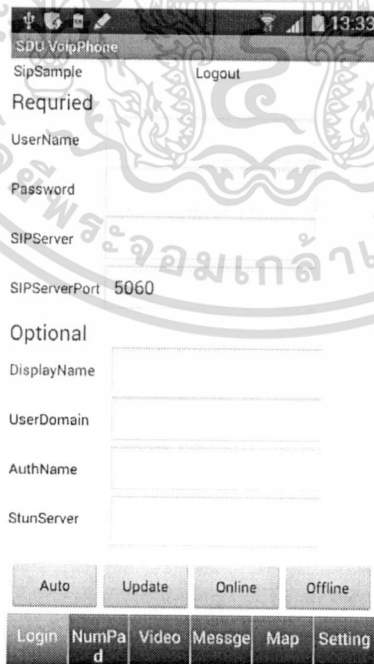 13:33
SDU VoipPhone
SipSample Logout
Requried
UserName
Password
SIPServer
SIPServerPort 5060
Optional
DisplayName
UserDomain
AuthName
StunServer
Auto Update Online Offline
Login NumPa Video Messge Map Setting
d